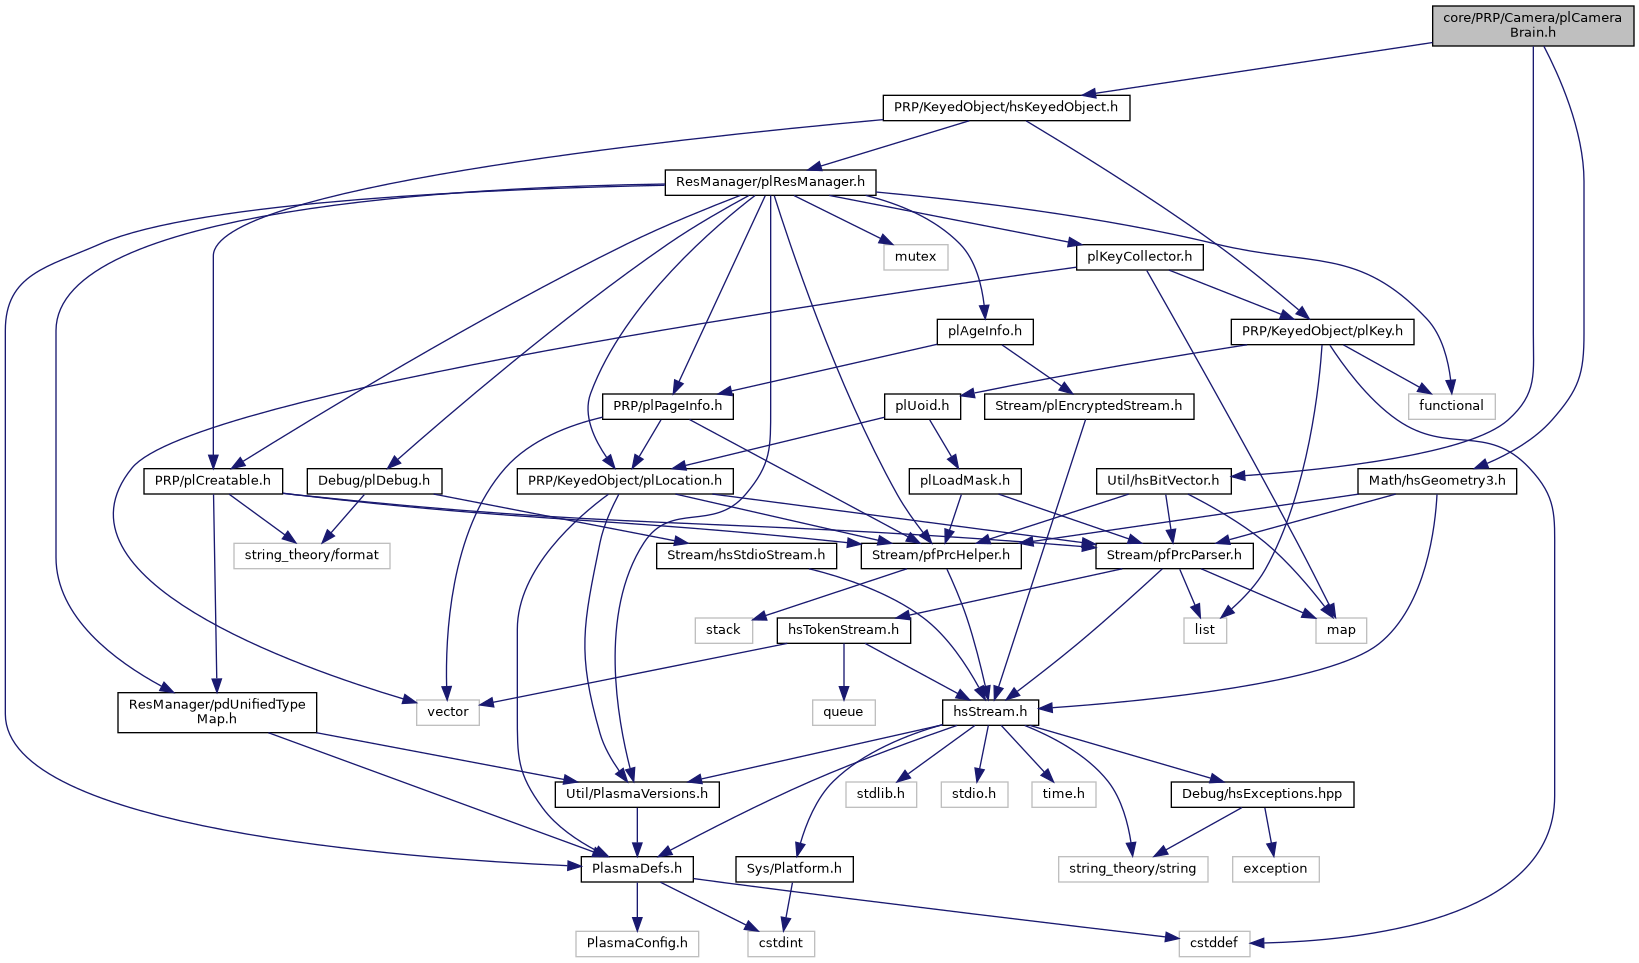 core/PRP/Camera/plCamera
Brain.h
PRP/KeyedObject/hsKeyedObject.h
ResManager/plResManager.h
mutex
plKeyCollector.h
plAgeInfo.h
PRP/KeyedObject/plKey.h
PRP/plPageInfo.h
plUoid.h
Stream/plEncryptedStream.h
functional
PRP/plCreatable.h
Debug/plDebug.h
PRP/KeyedObject/plLocation.h
plLoadMask.h
Util/hsBitVector.h
Math/hsGeometry3.h
string_theory/format
Stream/hsStdioStream.h
Stream/pfPrcHelper.h
Stream/pfPrcParser.h
stack
hsTokenStream.h
list
map
ResManager/pdUnifiedType
Map.h
vector
queue
hsStream.h
Util/PlasmaVersions.h
stdlib.h
stdio.h
time.h
Debug/hsExceptions.hpp
PlasmaDefs.h
Sys/Platform.h
string_theory/string
exception
PlasmaConfig.h
cstdint
cstddef